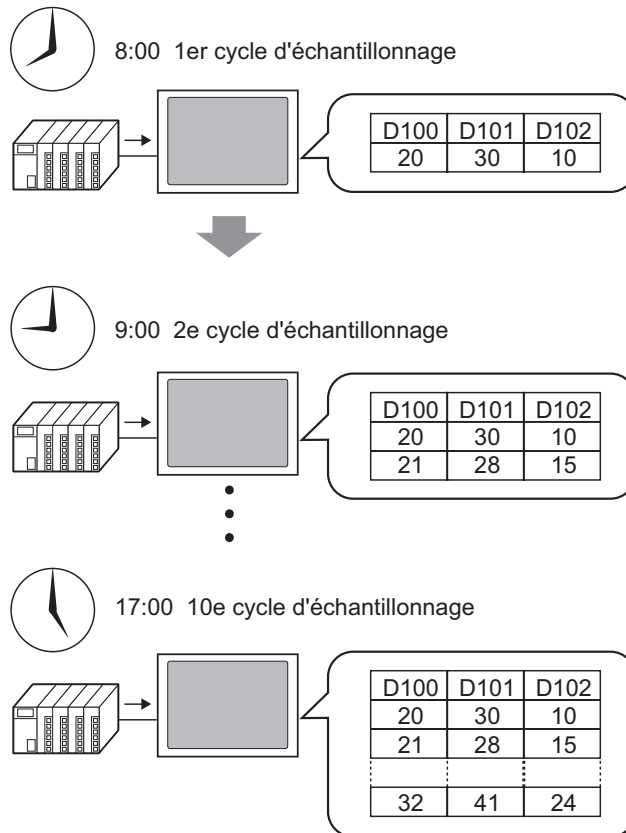 8:00 1er cycle d'échantillonnage
D100 D101 D102
20 30 10
9:00 2e cycle d'échantillonnage
D100 D101 D102
20 30 10
21 28 15
17:00 10e cycle d'échantillonnage
D100 D101 D102
20 30 10
21 28 15
32 41 24